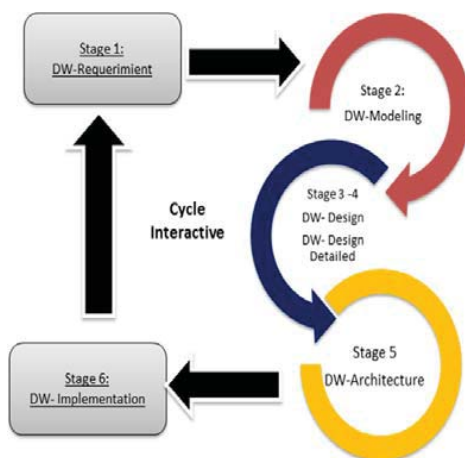 Stage 1:
DW-Requerimient
Stage 2:
DW-Modeling
Stage 3 -4
DW- Design
DW- Design
Detailed
Cycle
Interactive
Stage 5
DW-Architecture
Stage 6:
DW- Implementation